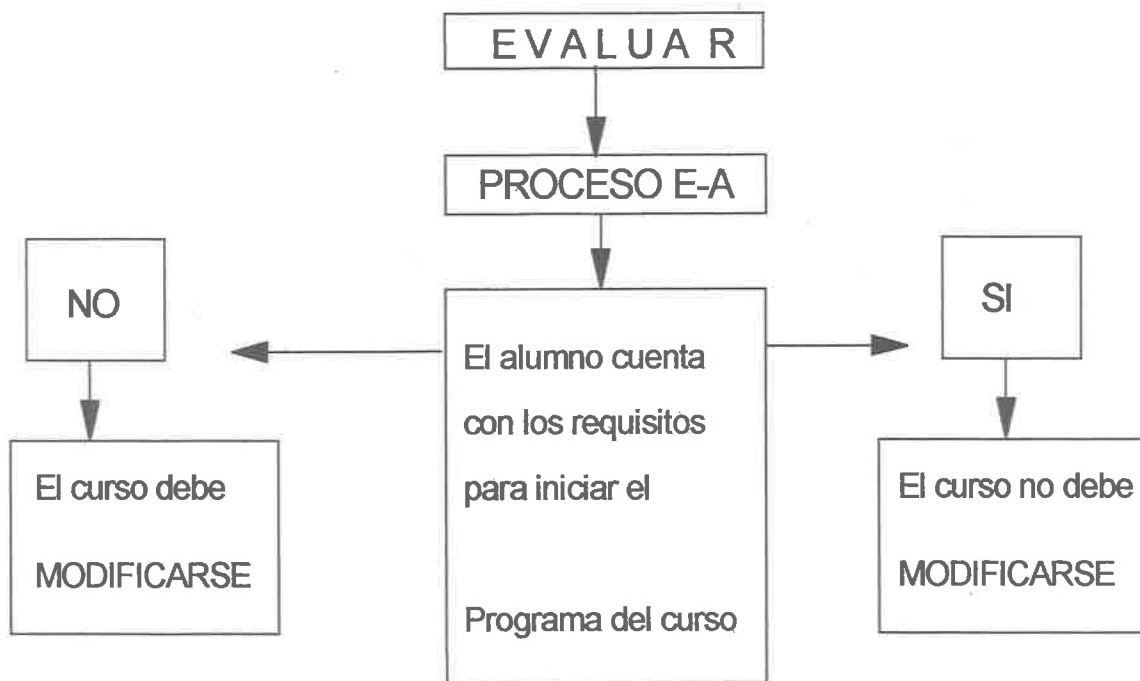 EVALUAR
PROCESO E-A
NO
SI
El alumno cuenta
con los requisitos
para iniciar el
Programa del curso
El curso debe
MODIFICARSE
El curso no debe
MODIFICARSE